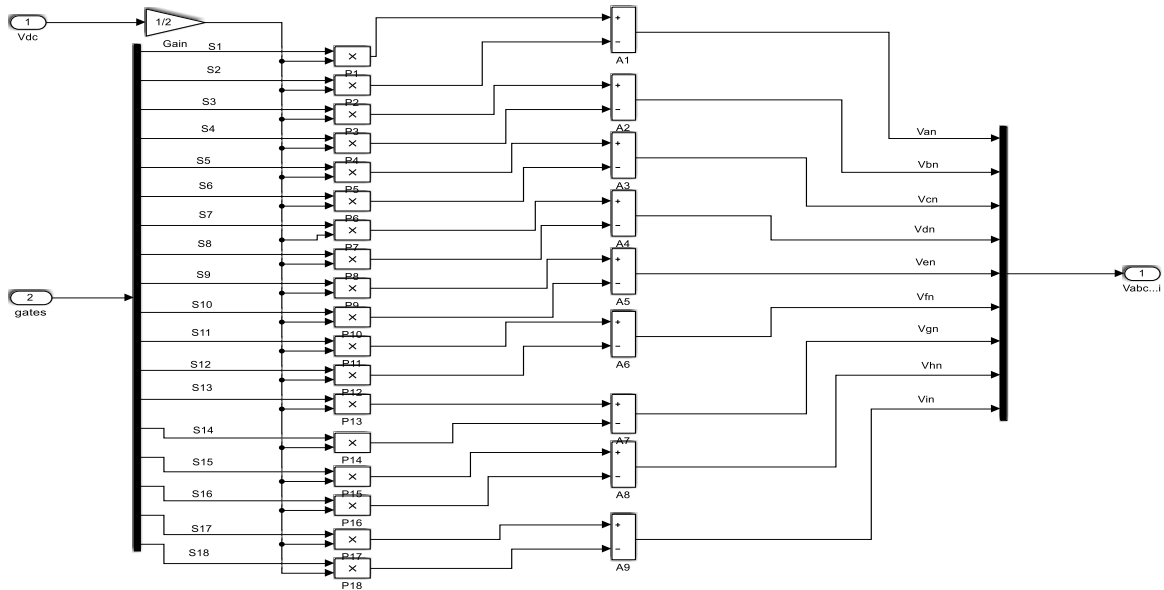 1
Vdc
1/2
Gain
S1
S2
S3
S4
S5
S6
S7
S8
S9
S10
S11
S12
S13
S14
S15
S16
S17
S18
2
gates
×
P1
×
P2
×
P3
×
P4
×
P5
×
P6
×
P7
×
P8
×
P9
×
P10
×
P11
×
P12
×
P13
×
P14
×
P15
×
P16
×
P17
×
P18
×
+
−
A1
+
−
A2
+
−
A3
+
−
A4
+
−
A5
+
−
A6
+
−
A7
+
−
A8
+
−
A9
Van
Vbn
Vcn
Vdn
Ven
Vfn
Vgn
Vhn
Vin
1
Vabc...i